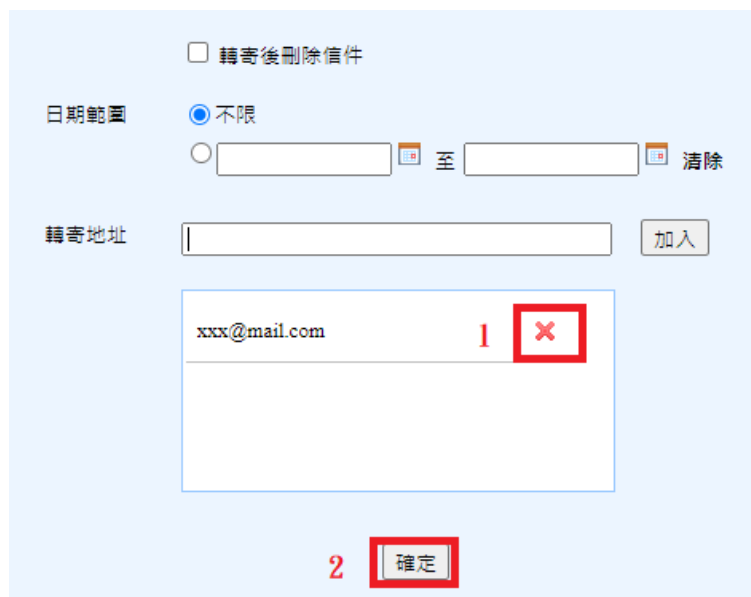 轉寄後刪除信件
日期範圍 不限
至 清除
轉寄地址 加入
xxx@mail.com 1
2 確定